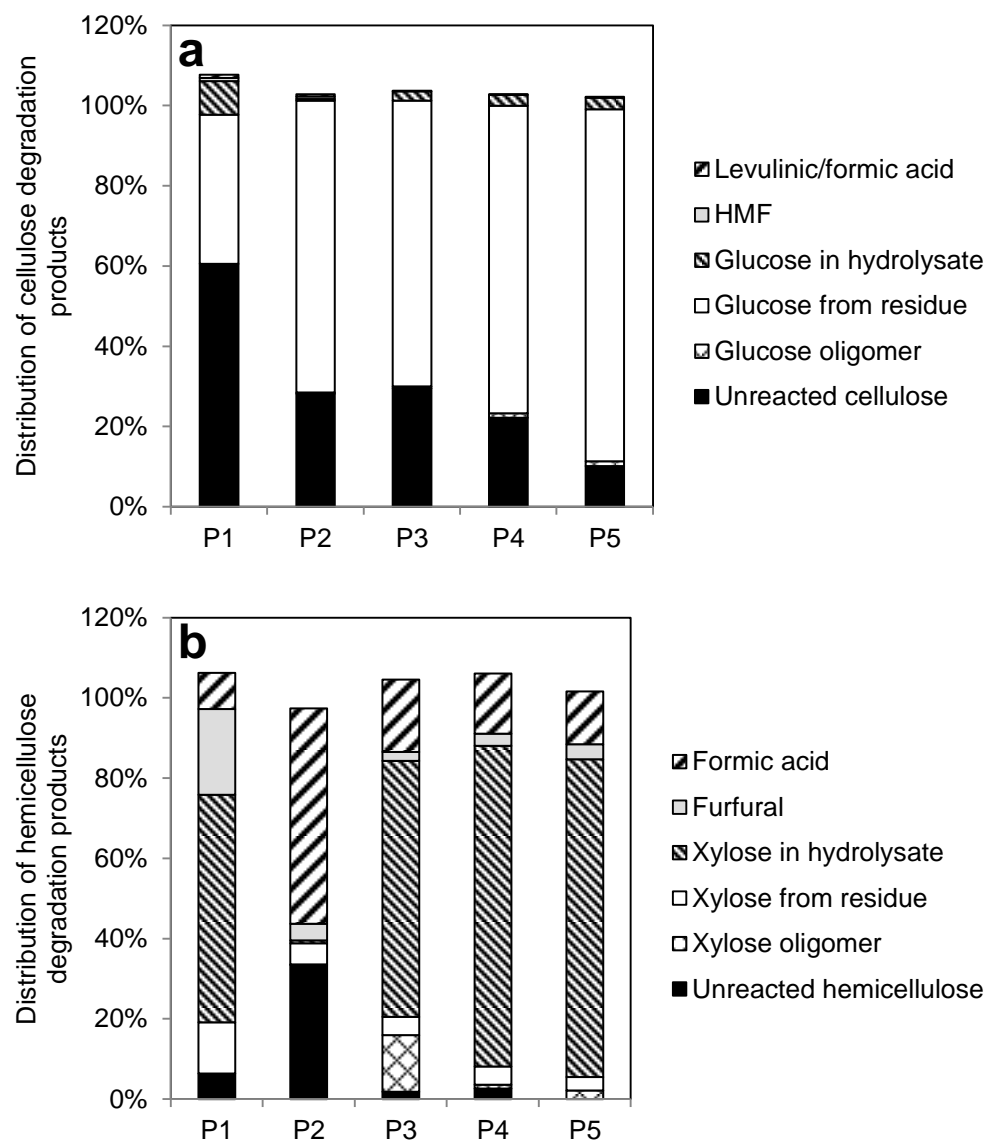 a
120%
100%
80%
60%
40%
20%
0%
Distribution of cellulose degradation
products
P1 P2 P3 P4 P5
Levulinic/formic acid
HMF
Glucose in hydrolysate
Glucose from residue
Glucose oligomer
Unreacted cellulose
b
120%
100%
80%
60%
40%
20%
0%
Distribution of hemicellulose
degradation products
P1 P2 P3 P4 P5
Formic acid
Furfural
Xylose in hydrolysate
Xylose from residue
Xylose oligomer
Unreacted hemicellulose